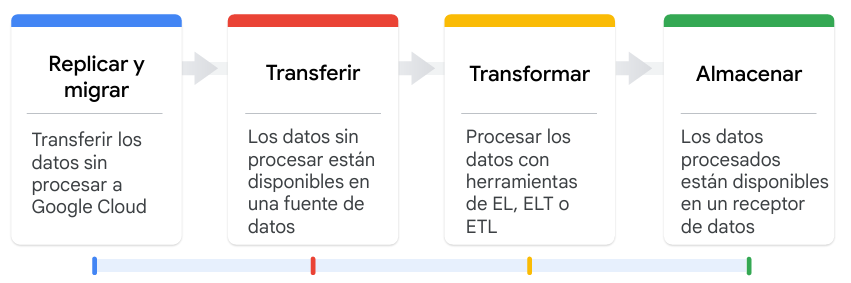 Replicar y
migrar
Transferir los
datos sin
procesar a
Google Cloud
Transferir
Los datos sin
procesar están
disponibles en
una fuente de
datos
Transformar
Procesar los
datos con
herramientas
de EL, ELT o
ETL
Almacenar
Los datos
procesados
están disponibles
en un receptor
de datos